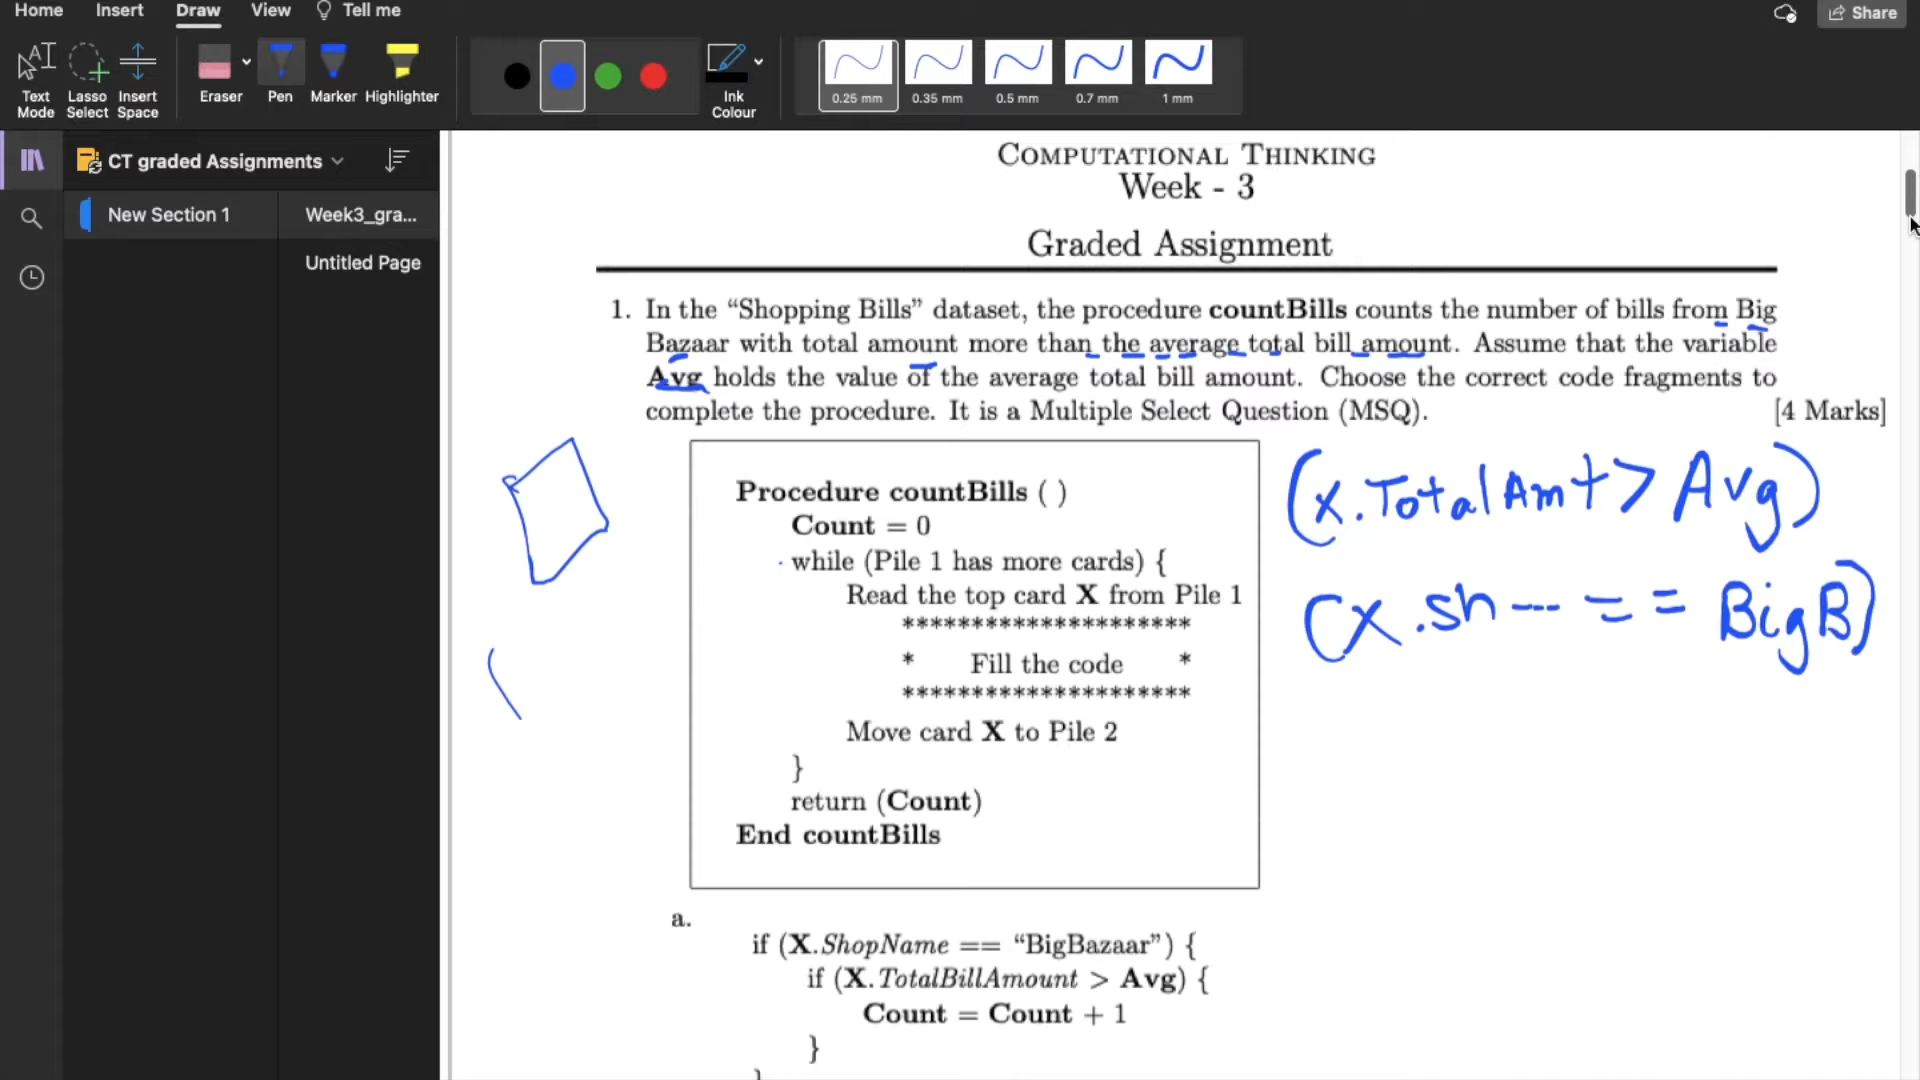 Home Insert Draw View Tell me Share
Text Mode
Lasso Select
Insert Space
Eraser
Pen
Marker
Highlighter
Ink Colour
0.25 mm
0.35 mm
0.5 mm
0.7 mm
1 mm
CT graded Assignments
New Section 1
Week3_gra...
Untitled Page
COMPUTATIONAL THINKING
Week - 3
Graded Assignment
1. In the “Shopping Bills” dataset, the procedure countBills counts the number of bills from Big
Bazaar with total amount more than the average total bill amount. Assume that the variable
Avg holds the value of the average total bill amount. Choose the correct code fragments to
complete the procedure. It is a Multiple Select Question (MSQ). [4 Marks]
Procedure countBills ( )
Count = 0
while (Pile 1 has more cards) {
Read the top card X from Pile 1
*********************
* Fill the code *
*********************
Move card X to Pile 2
}
return (Count)
End countBills
(X.TotalAmt > Avg)
(X.sh --- == BigB)
a.
if (X.ShopName == “BigBazaar”) {
if (X.TotalBillAmount > Avg) {
Count = Count + 1
}
}